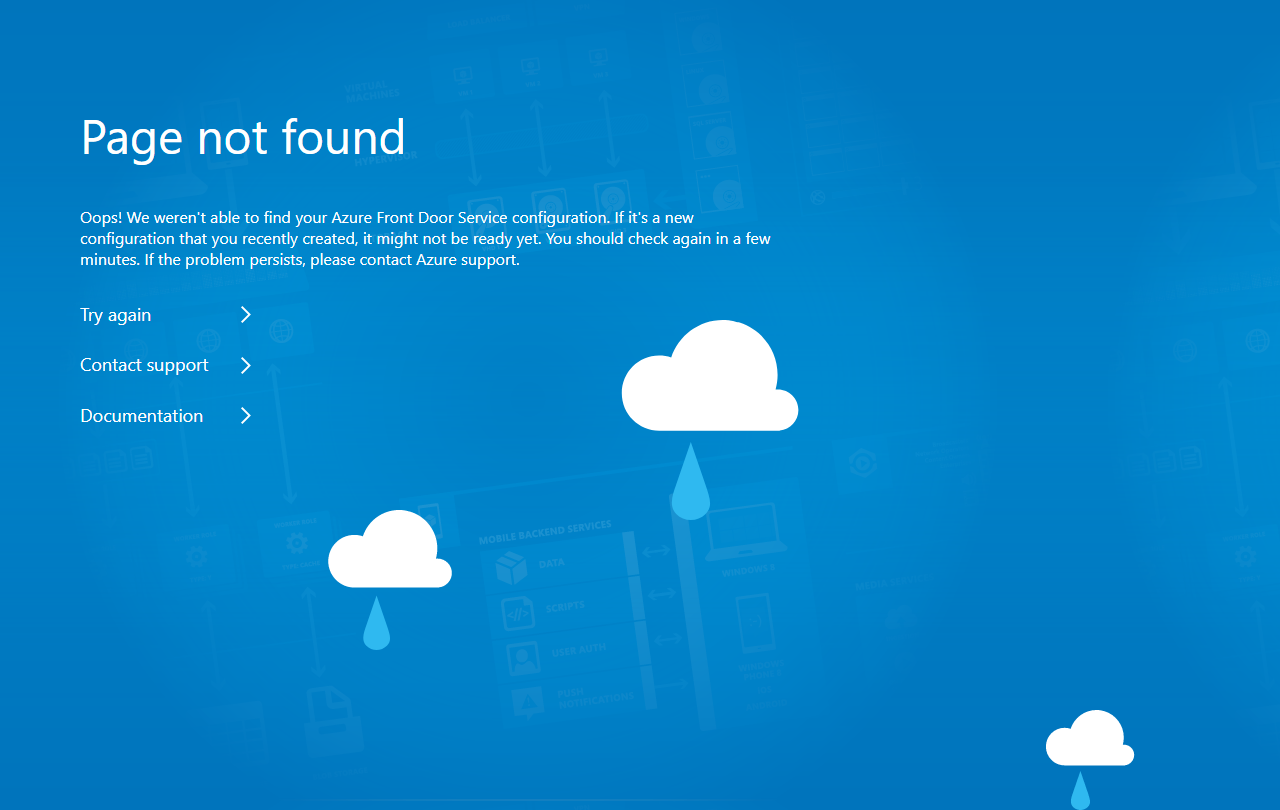 VIRTUAL
MACHINES
Page not found
HYPERVISOR
Oops! We weren't able to find your Azure Front Door Service configuration. If it's a new
configuration that you recently created, it might not be ready yet. You should check again in a few
minutes. If the problem persists, please contact Azure support.
Try again
Contact support
Documentation
MOBILE BACKEND SERVICES
DATA
SCRIPTS
USER AUTH
PUSH
NOTIFICATIONS
WINDOWS 8
WINDOWS
PHONE 8